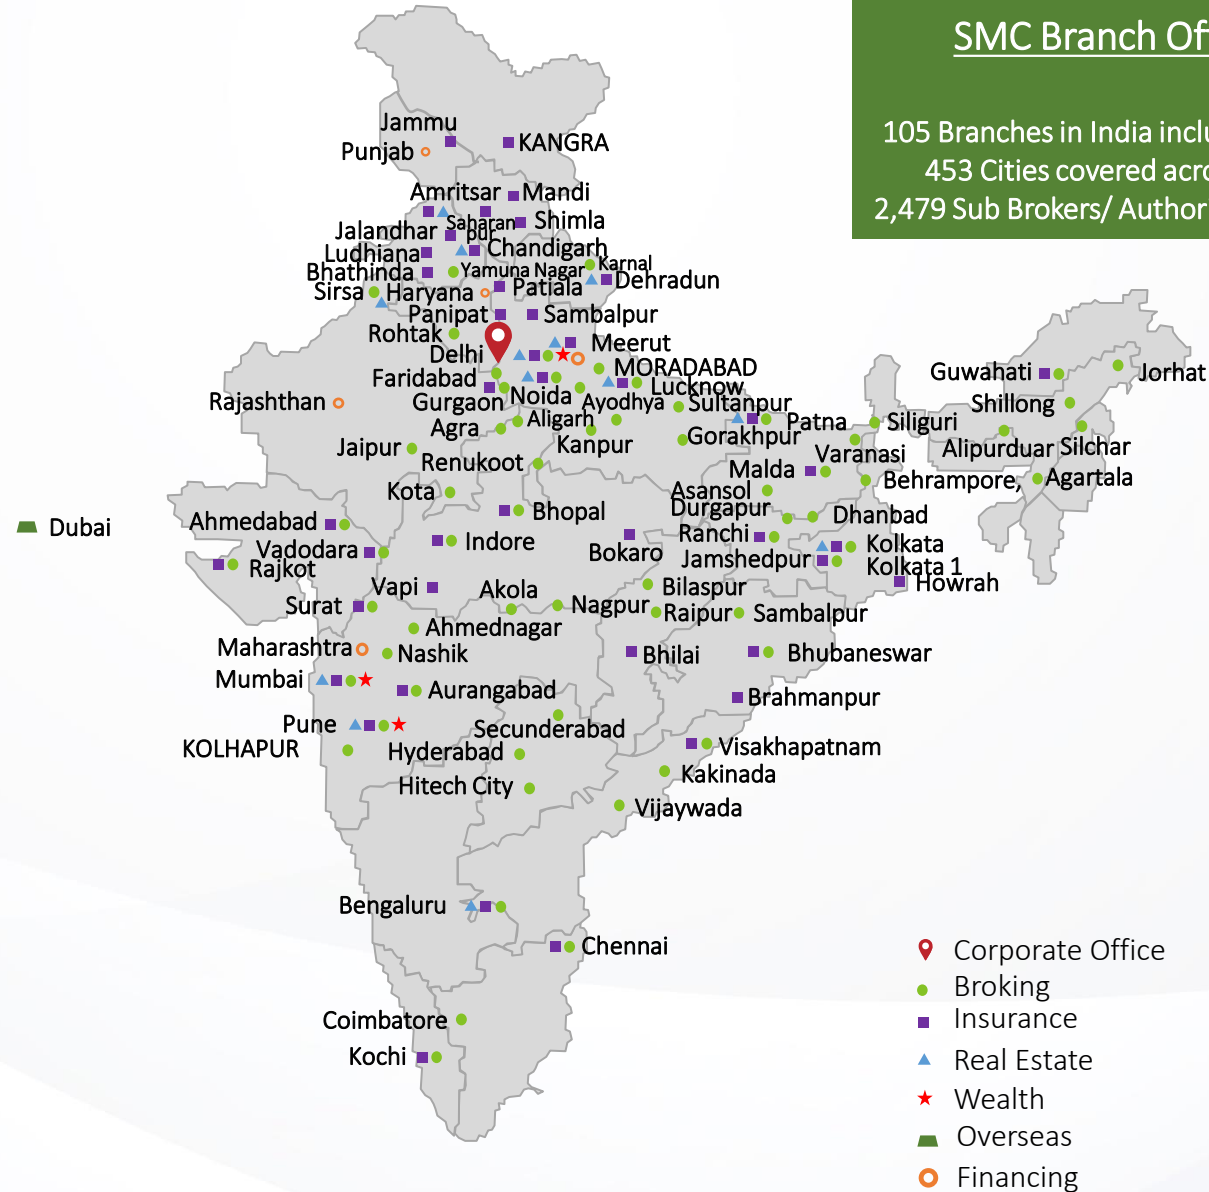 SMC Branch Of
105 Branches in India inclu
453 Cities covered acro
2,479 Sub Brokers/ Author
Jammu
Punjab
KANGRA
Amritsar
Mandi
Saharan
pur
Shimla
Jalandhar
Ludhiana
Chandigarh
Bhathinda
Yamuna Nagar
Karnal
Sirsa
Haryana
Patiala
Dehradun
Panipat
Sambalpur
Rohtak
Delhi
Meerut
MORADABAD
Faridabad
Lucknow
Gurgaon
Noida
Ayodhya
Sultanpur
Rajashthan
Agra
Aligarh
Kanpur
Gorakhpur
Patna
Siliguri
Guwahati
Jorhat
Shillong
Alipurduar
Silchar
Jaipur
Renukoot
Varanasi
Malda
Behrampore,
Agartala
Kota
Asansol
Durgapur
Dhanbad
Dubai
Ahmedabad
Bhopal
Ranchi
Vadodara
Indore
Bokaro
Kolkata
Rajkot
Jamshedpur
Kolkata 1
Howrah
Vapi
Akola
Bilaspur
Surat
Nagpur
Raipur
Sambalpur
Ahmednagar
Maharashtra
Nashik
Bhilai
Bhubaneswar
Mumbai
Aurangabad
Brahmanpur
Pune
Secunderabad
KOLHAPUR
Hyderabad
Visakhapatnam
Hitech City
Kakinada
Vijaywada
Bengaluru
Chennai
Coimbatore
Kochi
Corporate Office
Broking
Insurance
Real Estate
Wealth
Overseas
Financing